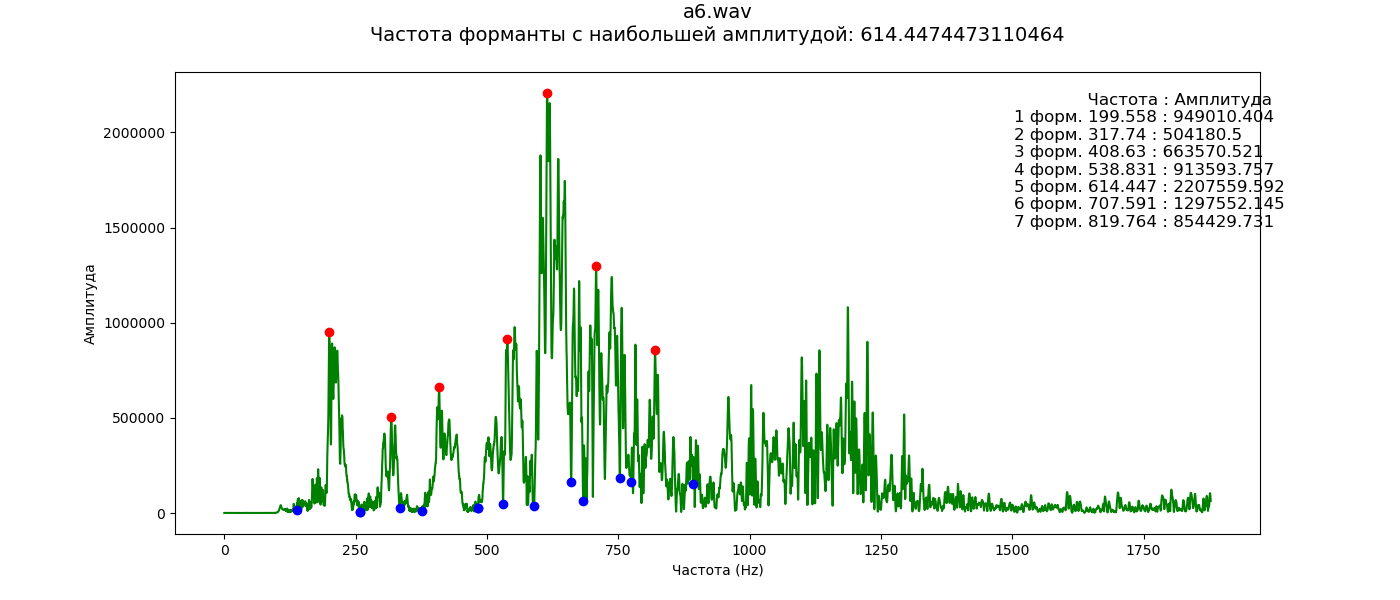 a6.wav
Частота форманты с наибольшей амплитудой: 614.4474473110464
Частота : Амплитуда
1 форм. 199.558 : 949010.404
2 форм. 317.74 : 504180.5
3 форм. 408.63 : 663570.521
4 форм. 538.831 : 913593.757
5 форм. 614.447 : 2207559.592
6 форм. 707.591 : 1297552.145
7 форм. 819.764 : 854429.731
Амплитуда
2000000
1500000
1000000
500000
0
0 250 500 750 1000 1250 1500 1750
Частота (Hz)